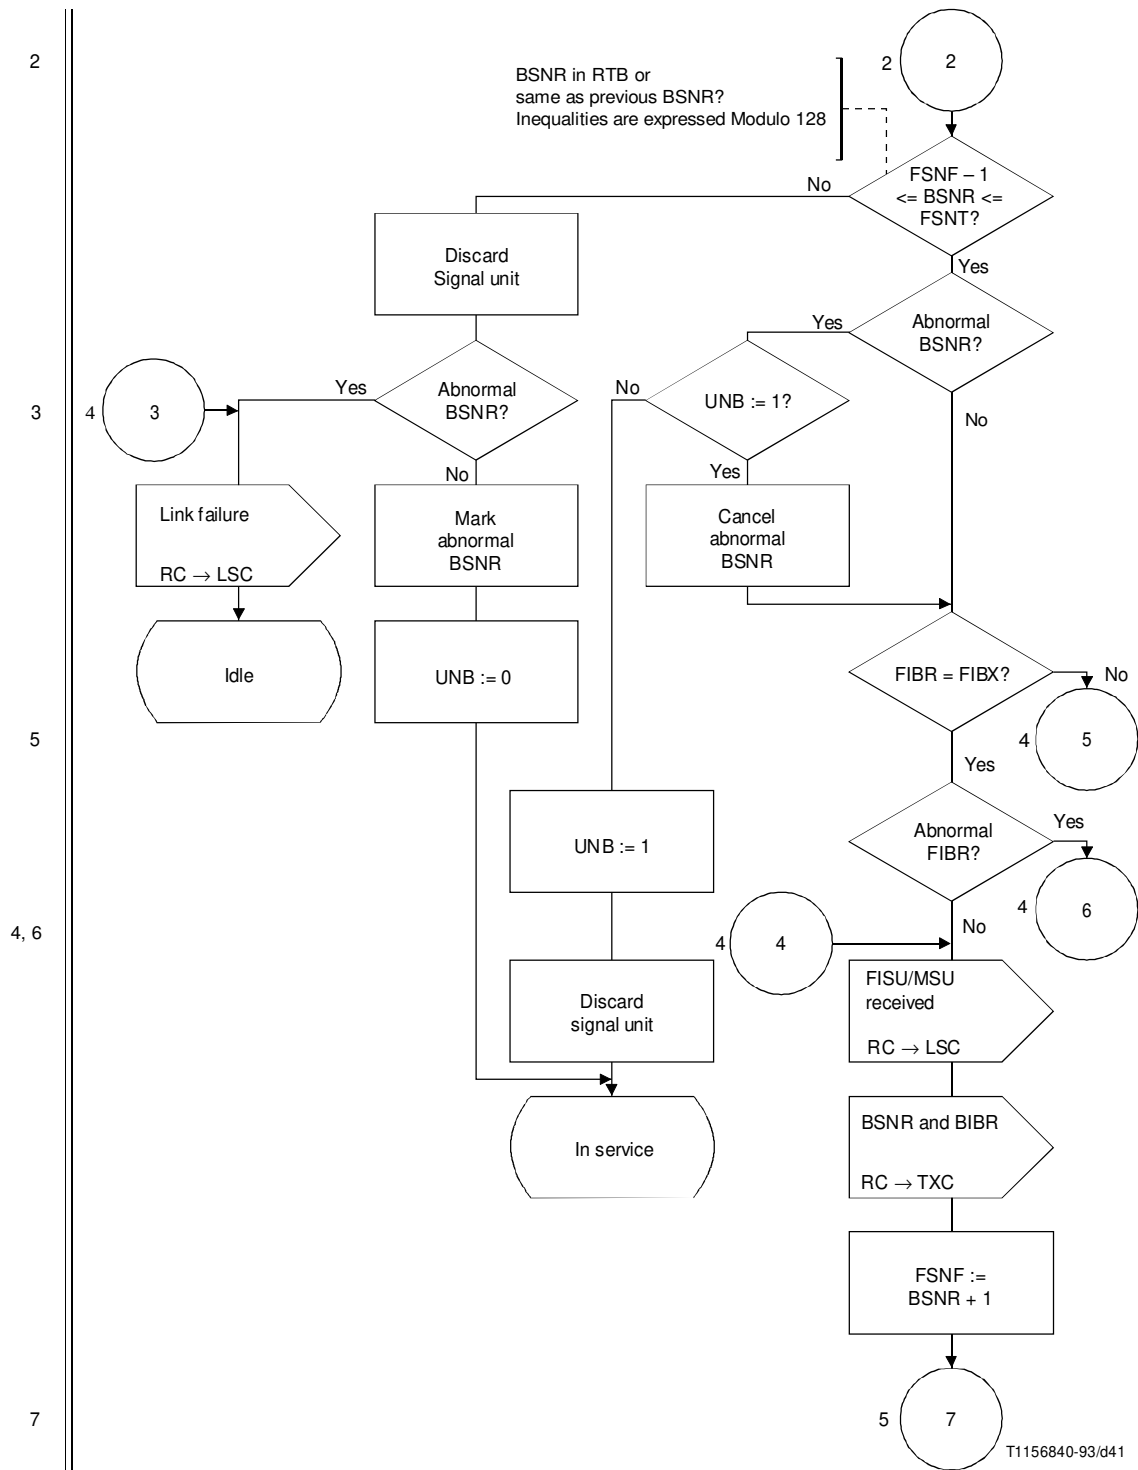 2
BSNR in RTB or
same as previous BSNR?
Inequalities are expressed Modulo 128
2
2
No
FSNF – 1
<= BSNR <=
FSNT?
Yes
Discard
Signal unit
Yes
Abnormal
BSNR?
3
4
3
Yes
Abnormal
BSNR?
No
UNB := 1?
No
No
Yes
Link failure
RC → LSC
Mark
abnormal
BSNR
Cancel
abnormal
BSNR
Idle
UNB := 0
FIBR = FIBX?
No
5
4
5
Yes
UNB := 1
Abnormal
FIBR?
Yes
4
6
4, 6
4
4
No
Discard
signal unit
FISU/MSU
received
RC → LSC
In service
BSNR and BIBR
RC → TXC
FSNF :=
BSNR + 1
7
5
7
T1156840-93/d41